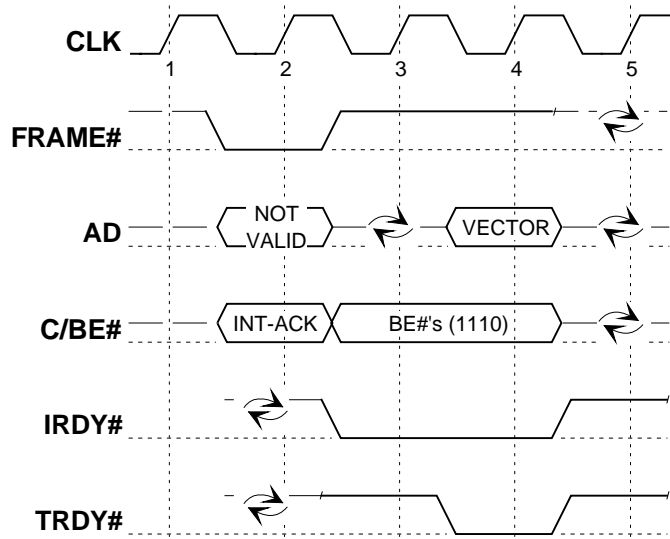 CLK
1 2 3 4 5
FRAME#
AD
NOT
VALID
VECTOR
C/BE#
INT-ACK
BE#'s (1110)
IRDY#
TRDY#